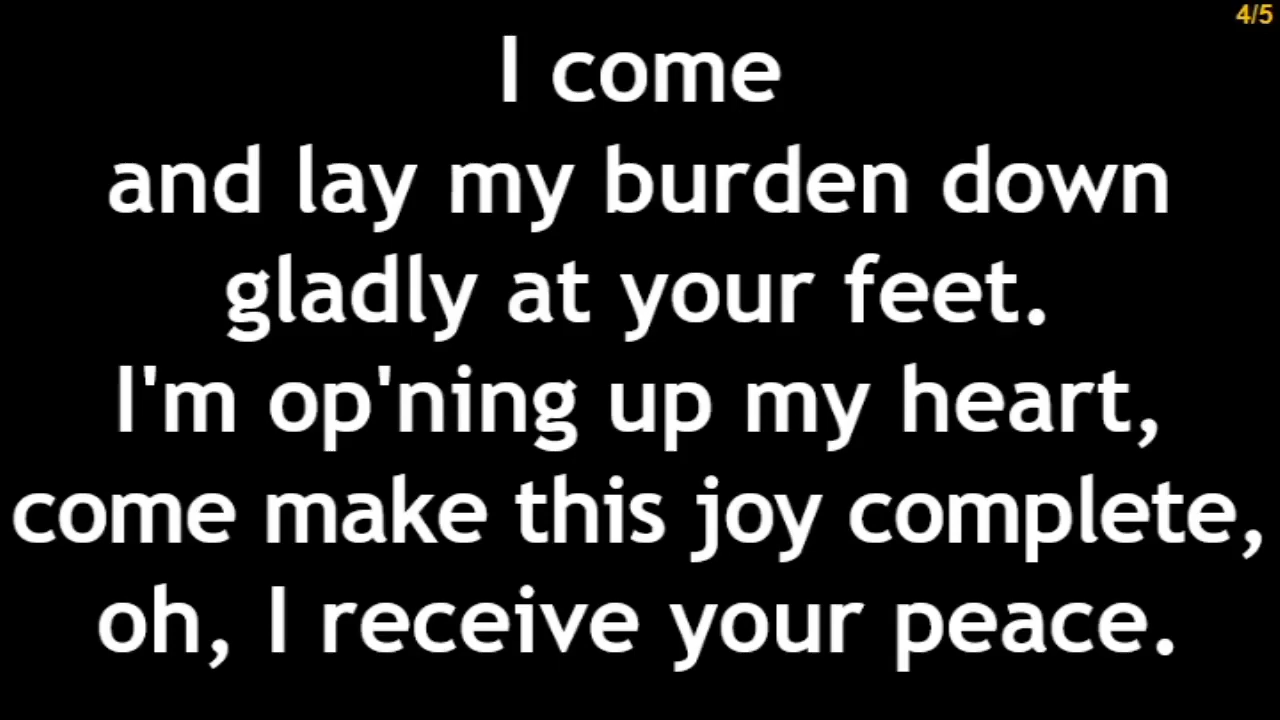 4/5
I come
and lay my burden down
gladly at your feet.
I'm op'ning up my heart,
come make this joy complete,
oh, I receive your peace.